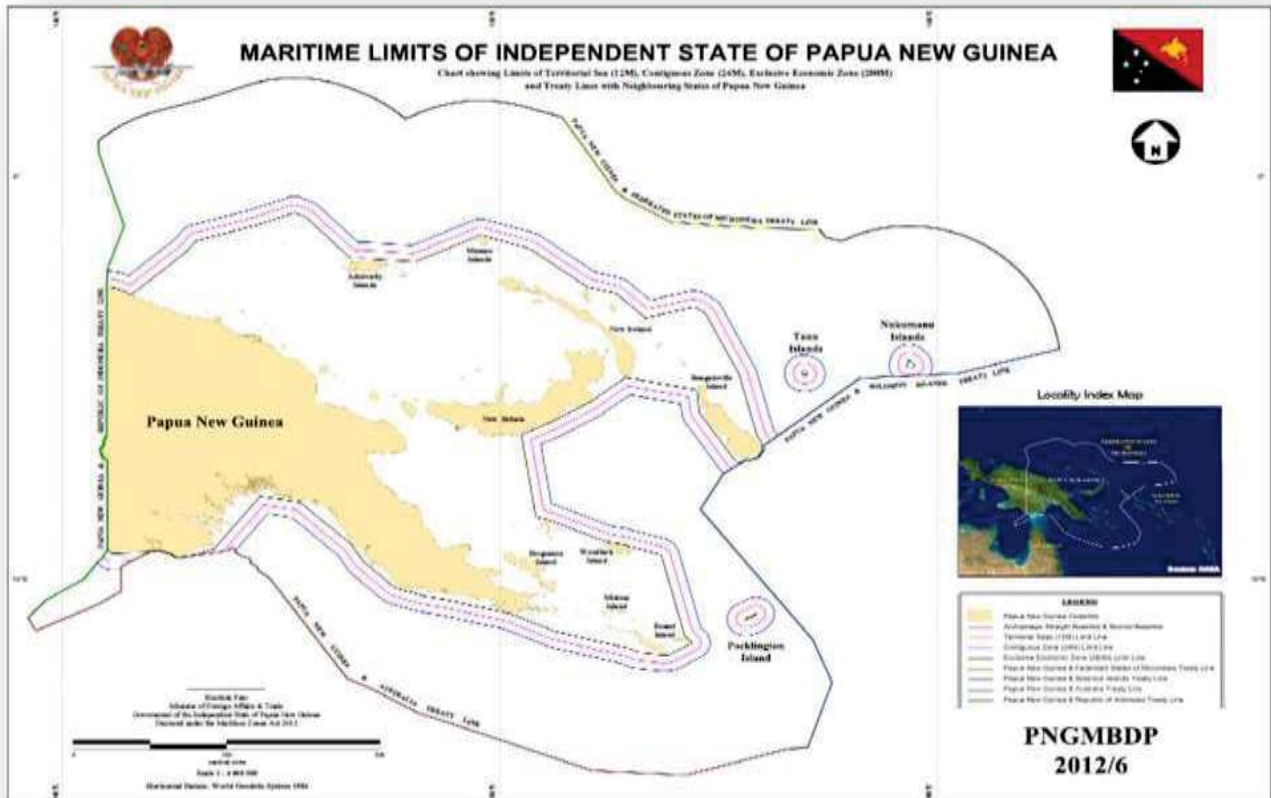 MARITIME LIMITS OF INDEPENDENT STATE OF PAPUA NEW GUINEA
Chart showing Limits of Territorial Sea (12M), Contiguous Zone (24M), Exclusive Economic Zone (200M)
and Treaty Lines with Neighbouring States of Papua New Guinea
N
PAPUA NEW GUINEA & FEDERATED STATES OF MICRONESIA TREATY LINE
PAPUA NEW GUINEA & REPUBLIC OF INDONESIA TREATY LINE
Admiralty
Islands
Islands
New Ireland
Tauu
Islands
Nukumanu
Islands
Bougainville
Island
PAPUA NEW GUINEA & SOLOMON ISLANDS TREATY LINE
Papua New Guinea
New Britain
Woodlark
Island
Island
Misima
Island
Rossel
Island
Pocklington
Island
PAPUA NEW GUINEA & AUSTRALIA TREATY LINE
Locality Index Map
FEDERATED STATES
OF
MICRONESIA
Source: NASA
LEGEND
Papua New Guinea Coastline
Archipelagic Straight Baseline & Normal Baseline
Territorial Seas (12M) Limit Line
Contiguous Zone (24M) Limit Line
Exclusive Economic Zone (200M) Limit Line
Papua New Guinea & Federated States of Micronesia Treaty Line
Papua New Guinea & Solomon Islands Treaty Line
Papua New Guinea & Australia Treaty Line
Papua New Guinea & Republic of Indonesia Treaty Line
Minister of Foreign Affairs & Trade
Government of the Independent State of Papua New Guinea
Declared under the Maritime Zones Act
Horizontal Datum: World Geodetic System 1984
PNGMBDP
2012/6